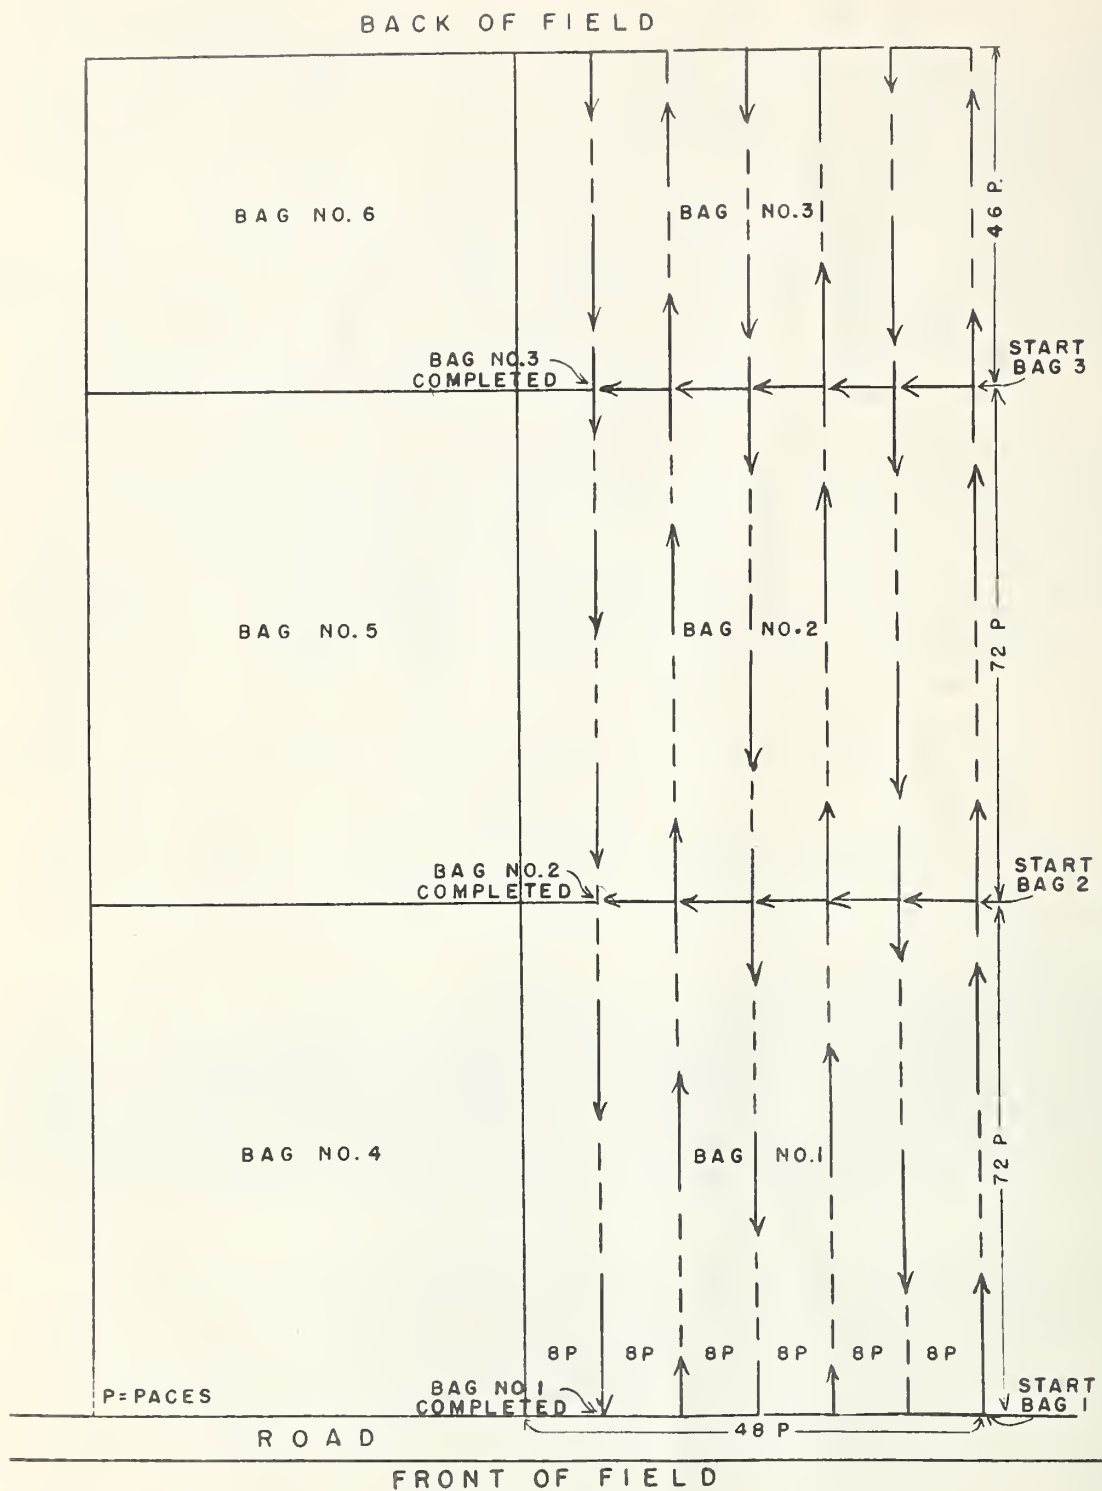 BACK OF FIELD
BAG NO. 6
BAG NO.3
46 P.
BAG NO.3
COMPLETED
START
BAG 3
BAG NO. 5
BAG NO.2
72 P
BAG NO.2
COMPLETED
START
BAG 2
BAG NO. 4
BAG NO.1
72 P
8P 8P 8P 8P 8P 8P
P=PACES
BAG NO.1
COMPLETED
START
BAG 1
48 P
ROAD
FRONT OF FIELD